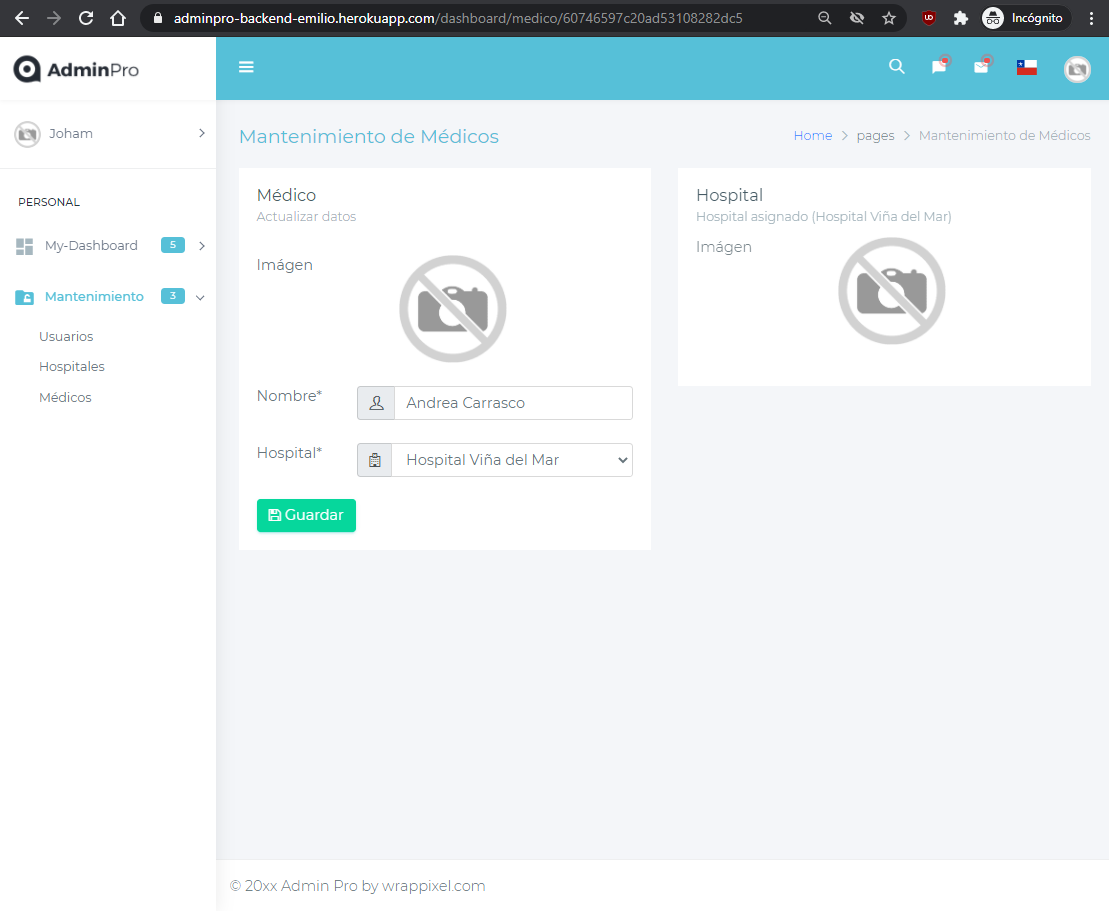 adminpro-backend-emilio.herokuapp.com/dashboard/medico/60746597c20ad53108282dc5
Incógnito
AdminPro
Joham
PERSONAL
My-Dashboard 5
Mantenimiento 3
Usuarios
Hospitales
Médicos
Mantenimiento de Médicos
Home > pages > Mantenimiento de Médicos
Médico
Actualizar datos
Imágen
Nombre* Andrea Carrasco
Hospital* Hospital Viña del Mar
Guardar
Hospital
Hospital asignado (Hospital Viña del Mar)
Imágen
© 20xx Admin Pro by wrappixel.com